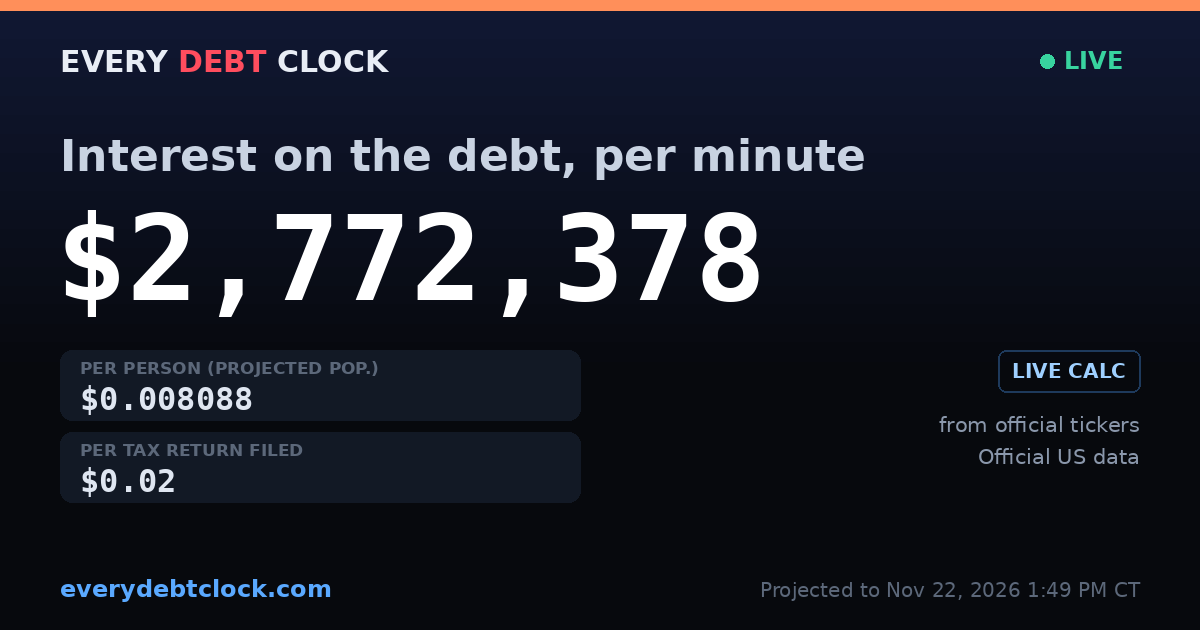 EVERY DEBT CLOCK
LIVE
Interest on the debt, per minute
$2,772,378
PER PERSON (PROJECTED POP.)
$0.008088
PER TAX RETURN FILED
$0.02
LIVE CALC
from official tickers
Official US data
everydebtclock.com
Projected to Nov 22, 2026 1:49 PM CT